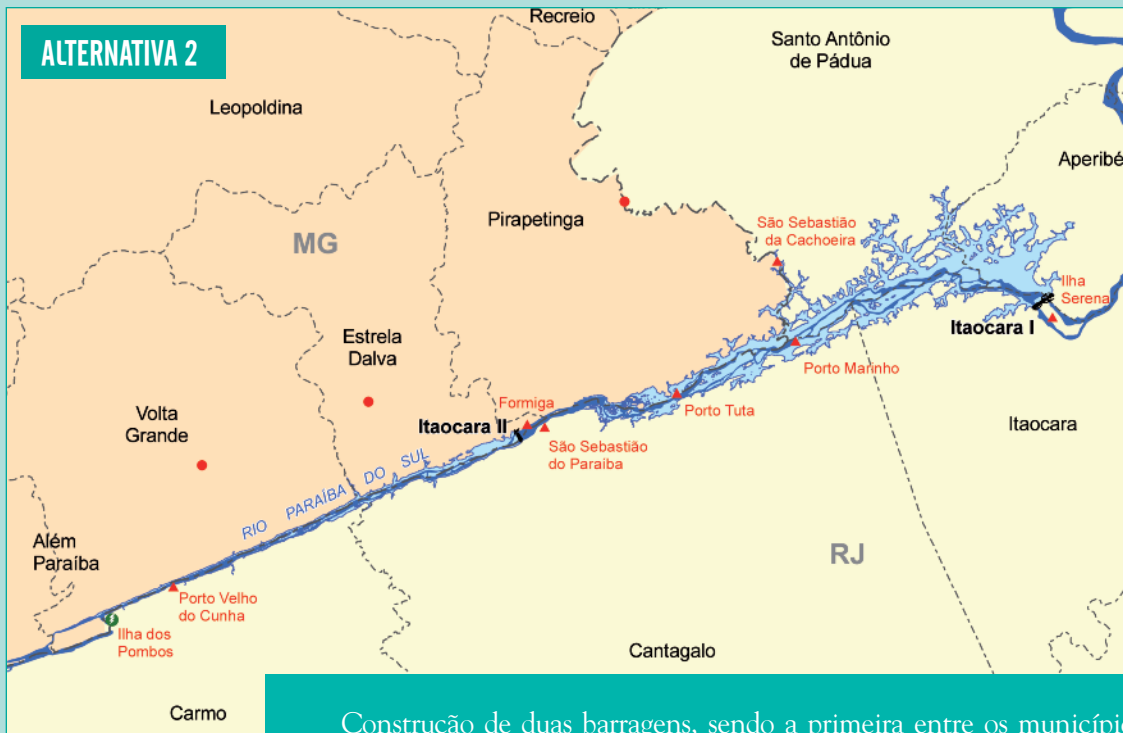 ALTERNATIVA 2
Recreio
Santo Antônio
de Pádua
Leopoldina
Aperibé
Pirapetinga
MG
São Sebastião
da Cachoeira
Ilha
Serena
Itaocara I
Estrela
Dalva
Porto Marinho
Formiga
Porto Tuta
Volta
Grande
Itaocara II
São Sebastião
do Paraíba
Itaocara
RIO PARAÍBA DO SUL
Além
Paraíba
RJ
Porto Velho
do Cunha
Ilha dos
Pombos
Cantagalo
Carmo
Construção de duas barragens, sendo a primeira entre os